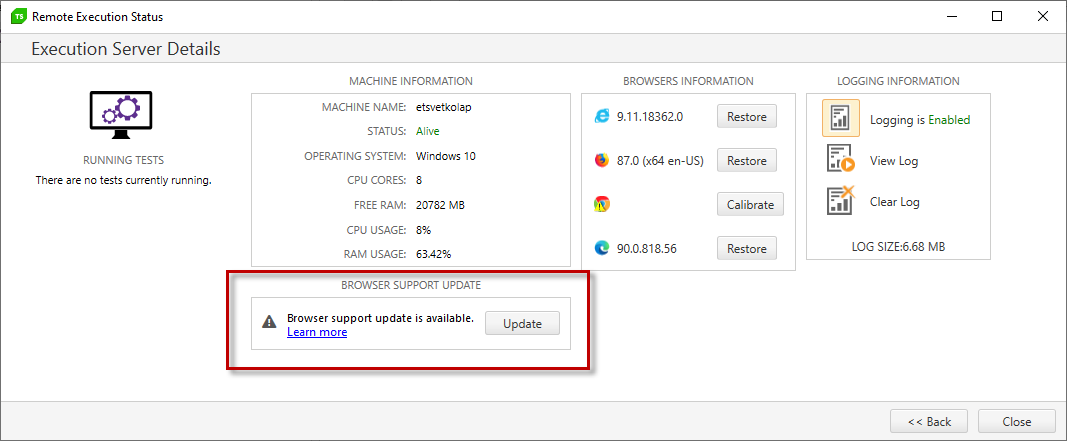 TS Remote Execution Status
Execution Server Details
RUNNING TESTS
There are no tests currently running.
MACHINE INFORMATION
MACHINE NAME: etsvetkolap
STATUS: Alive
OPERATING SYSTEM: Windows 10
CPU CORES: 8
FREE RAM: 20782 MB
CPU USAGE: 8%
RAM USAGE: 63.42%
BROWSER SUPPORT UPDATE
Browser support update is available.
Learn more
Update
BROWSERS INFORMATION
9.11.18362.0 Restore
87.0 (x64 en-US) Restore
Calibrate
90.0.818.56 Restore
LOGGING INFORMATION
Logging is Enabled
View Log
Clear Log
LOG SIZE:6.68 MB
<< Back Close